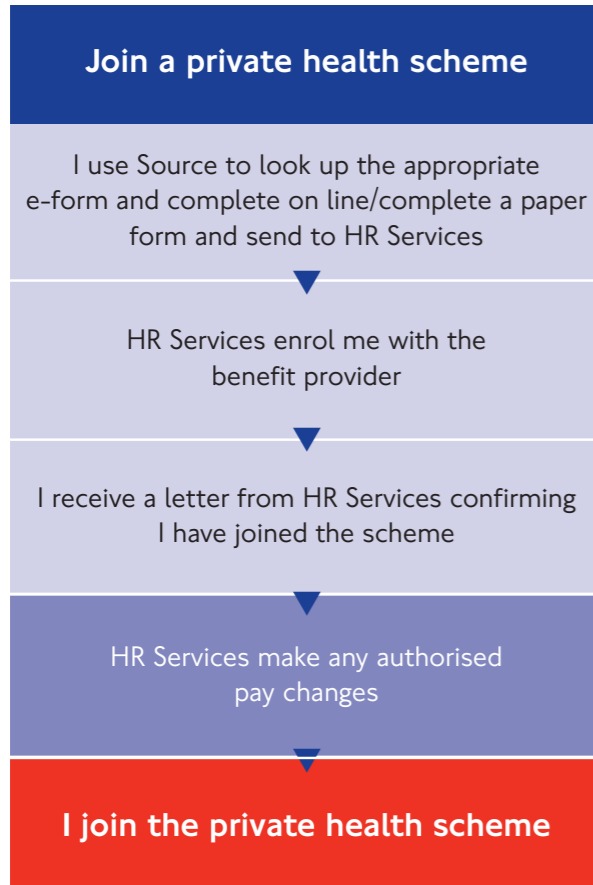 Join a private health scheme
I use Source to look up the appropriate
e-form and complete on line/complete a paper
form and send to HR Services
HR Services enrol me with the
benefit provider
I receive a letter from HR Services confirming
I have joined the scheme
HR Services make any authorised
pay changes
I join the private health scheme